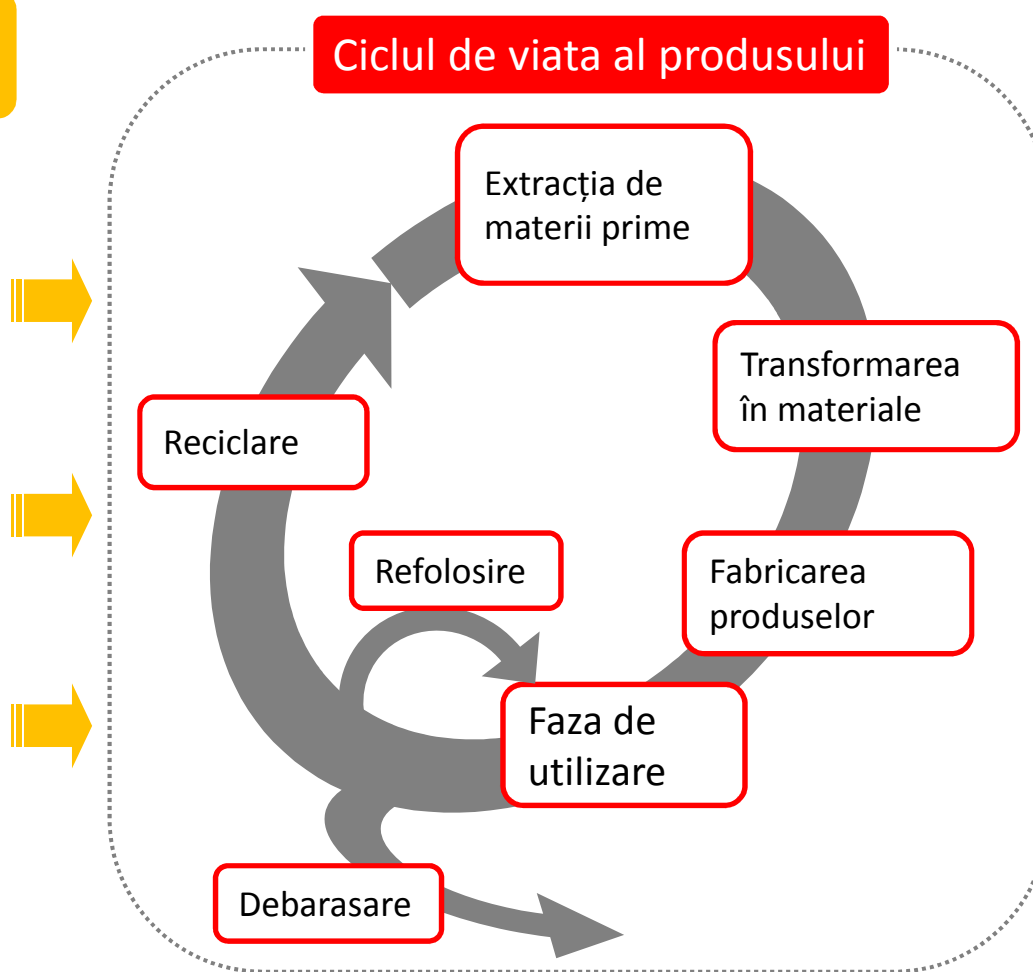 Ciclul de viata al produsului
Extracția de
materii prime
Transformarea
în materiale
Reciclare
Refolosire
Fabricarea
produselor
Faza de
utilizare
Debarasare